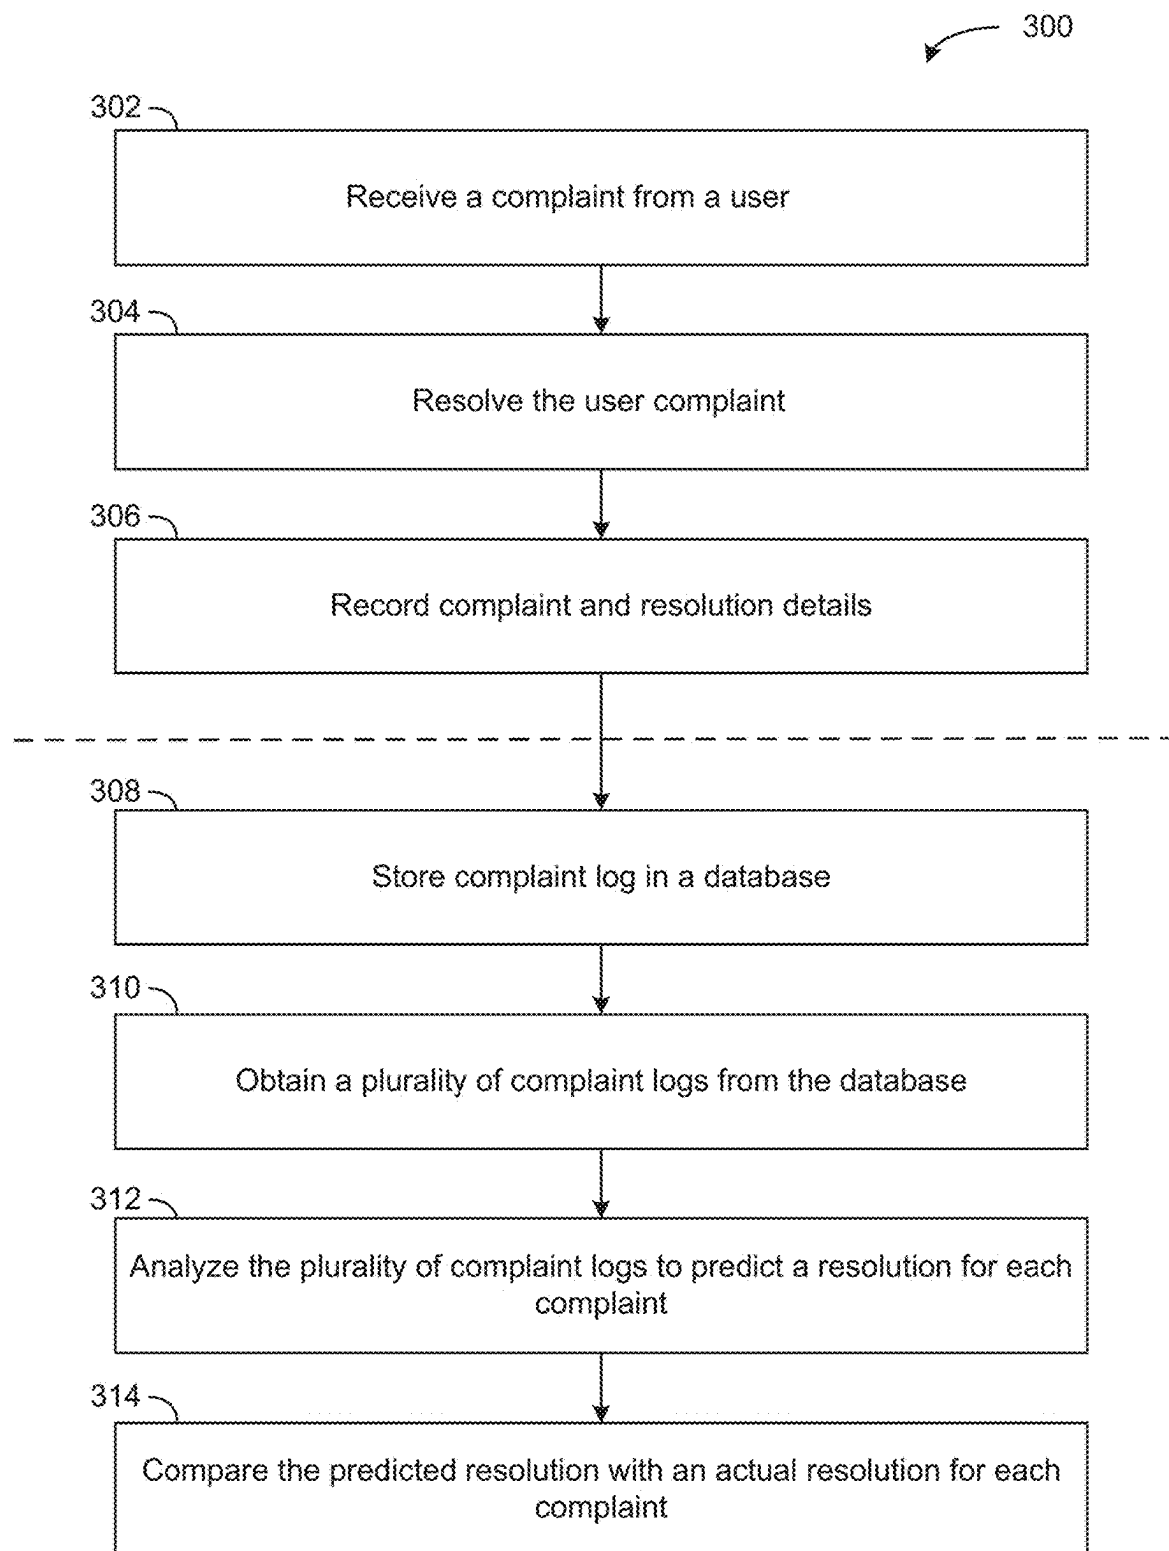 300
302
Receive a complaint from a user
304
Resolve the user complaint
306
Record complaint and resolution details
308
Store complaint log in a database
310
Obtain a plurality of complaint logs from the database
312
Analyze the plurality of complaint logs to predict a resolution for each
complaint
314
Compare the predicted resolution with an actual resolution for each
complaint